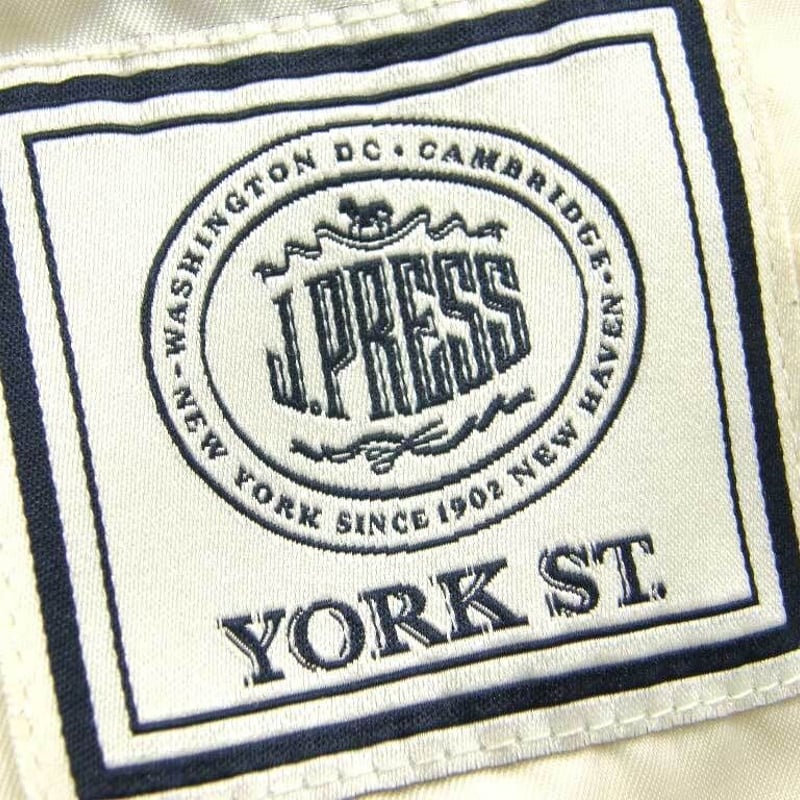 WASHINGTON DC • CAMBRIDGE •
J.PRESS
- NEW YORK SINCE 1902 NEW HAVEN
YORK ST.